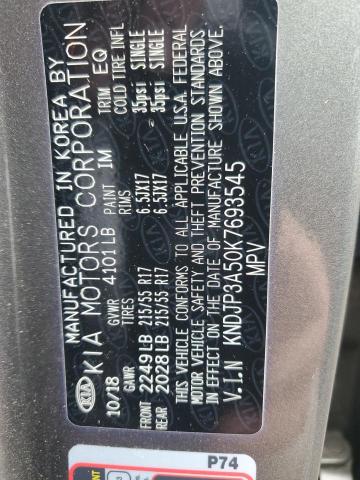 MANUFACTURED IN KOREA BY
KIA KIA MOTORS CORPORATION
10/18 GVWR 4101LB PAINT IM TRIM EQ
GAWR TIRES RIMS COLD TIRE INFL
FRONT 2249LB 215/55 R17 6.5JX17 35psi SINGLE
REAR 2028LB 215/55 R17 6.5JX17 35psi SINGLE
THIS VEHICLE CONFORMS TO ALL APPLICABLE U.S.A. FEDERAL
MOTOR VEHICLE SAFETY AND THEFT PREVENTION STANDARDS
IN EFFECT ON THE DATE OF MANUFACTURE SHOWN ABOVE.
V.I.N KNDJP3A50K7693545
MPV
P74